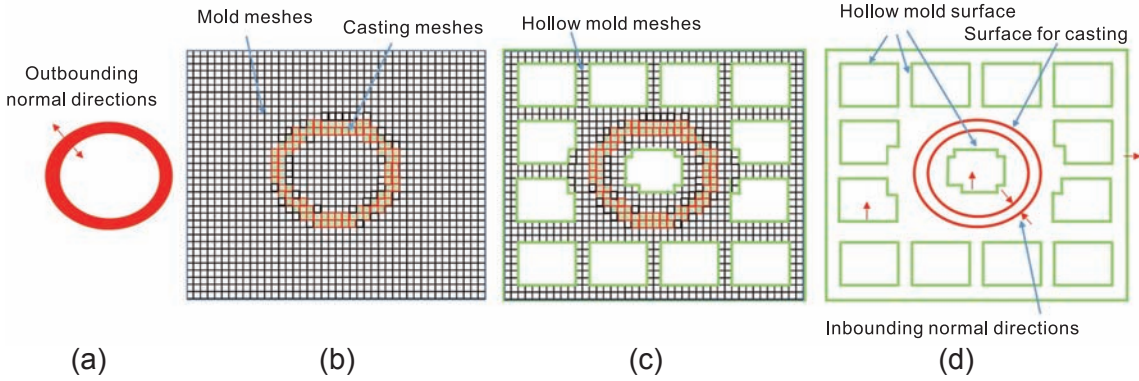 Outbounding
normal directions
(a)
Mold meshes
Casting meshes
(b)
Hollow mold meshes
(c)
Hollow mold surface
Surface for casting
Inbounding normal directions
(d)